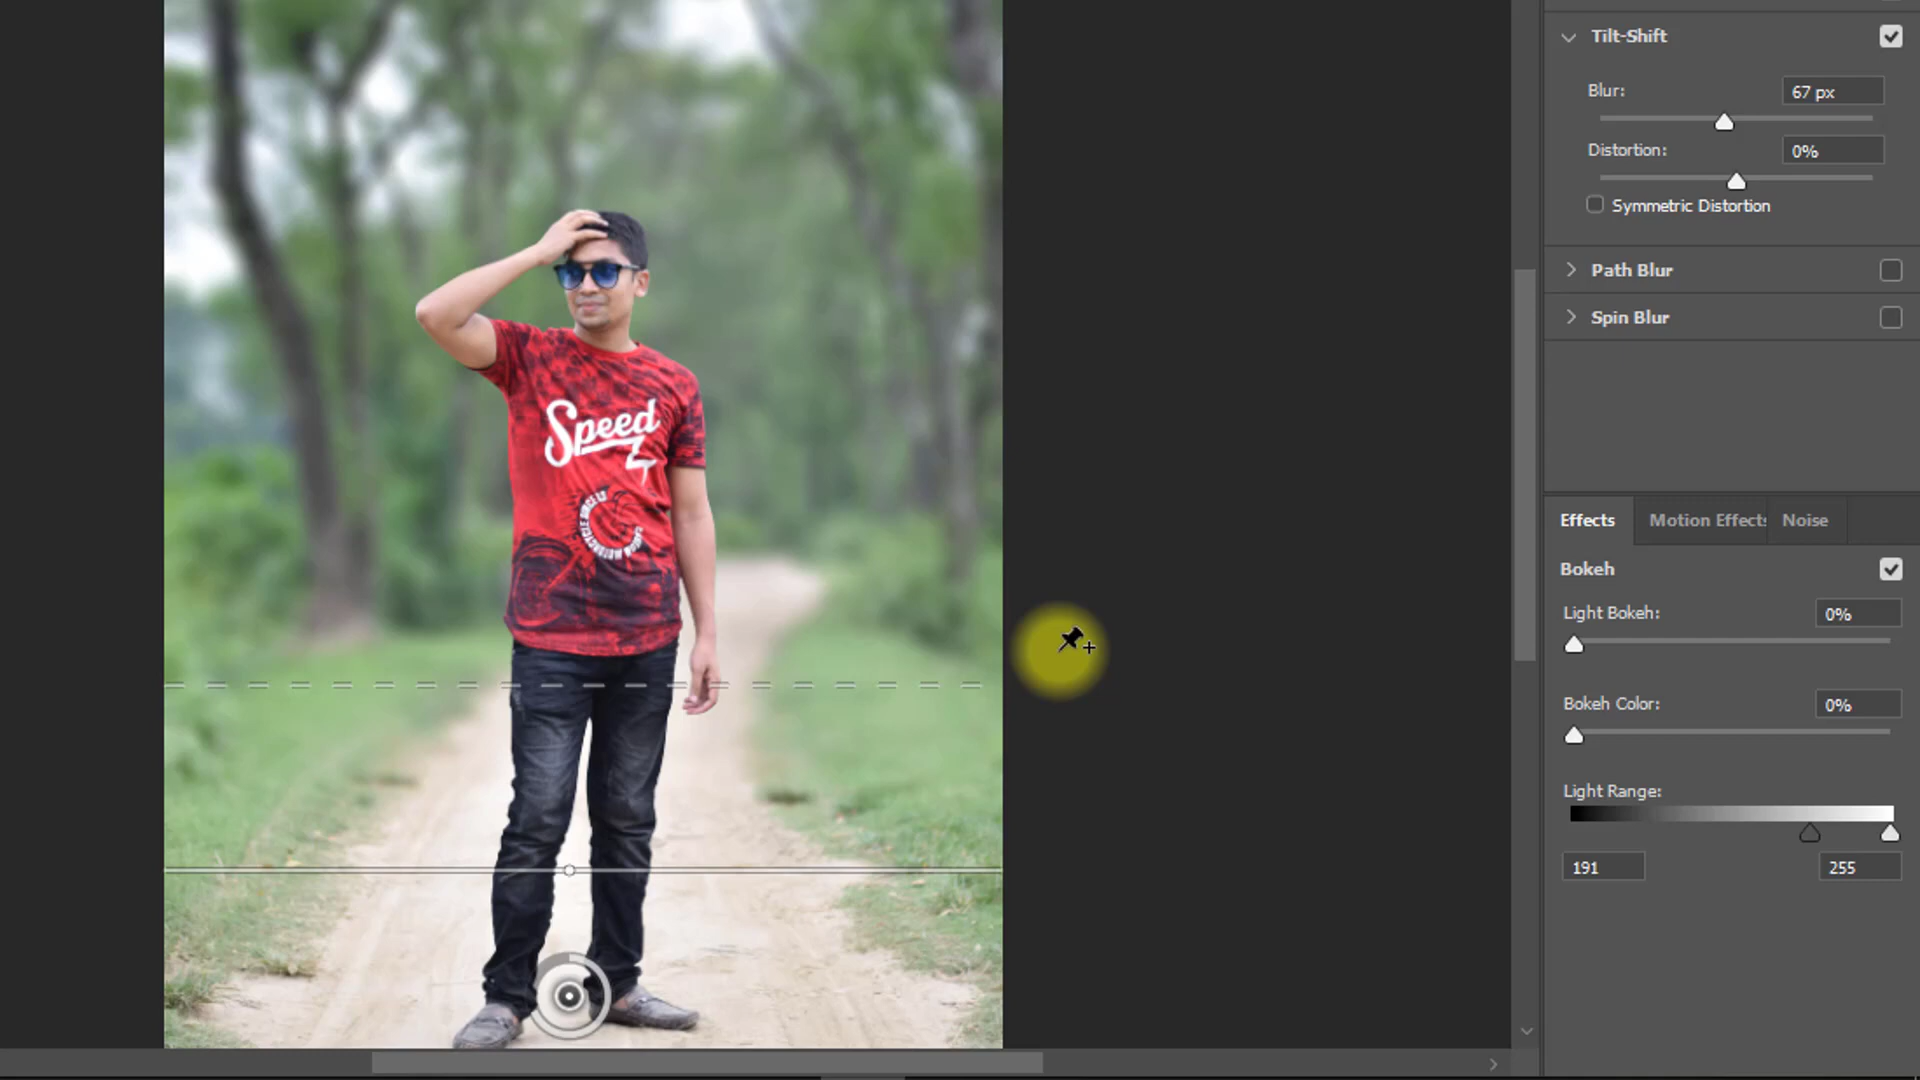 Tilt-Shift
Blur:
67 px
Distortion:
0%
Symmetric Distortion
Path Blur
Spin Blur
Effects
Motion Effects
Noise
Bokeh
Light Bokeh:
0%
Bokeh Color:
0%
Light Range:
191
255
Speed